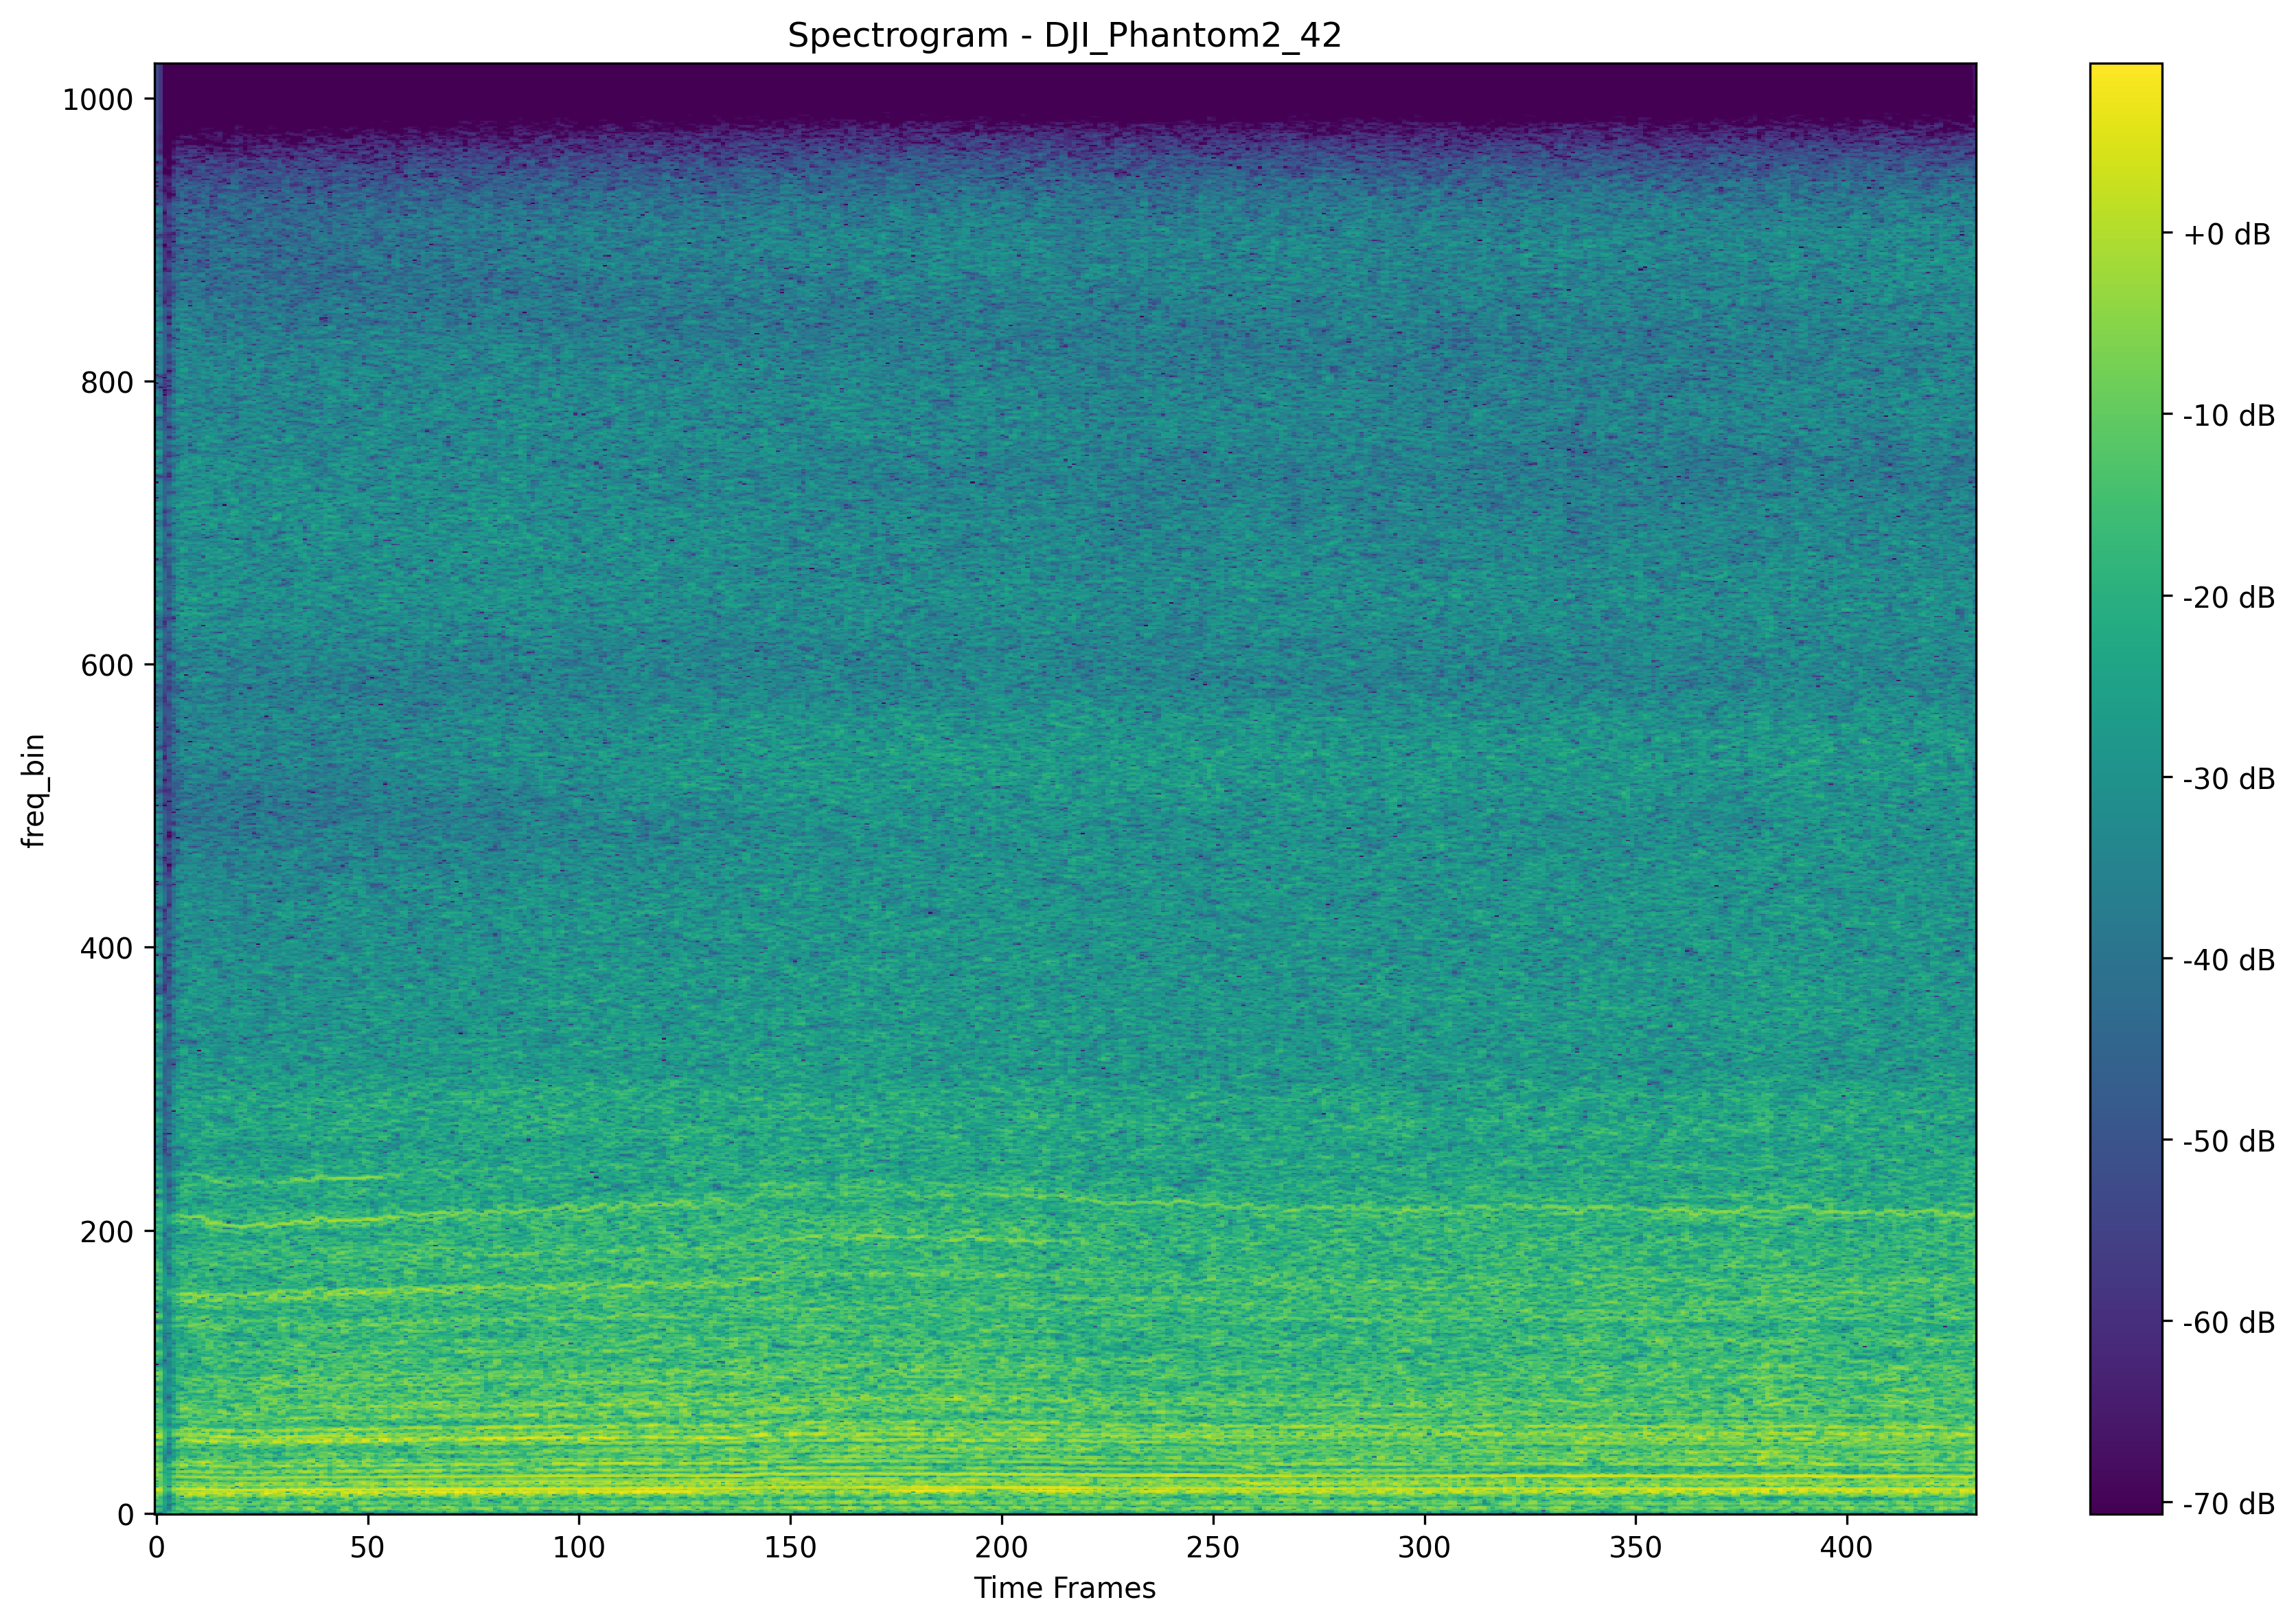 Spectrogram - DJI_Phantom2_42
1000
800
600
400
200
0
freq_bin
0 50 100 150 200 250 300 350 400
Time Frames
+0 dB
-10 dB
-20 dB
-30 dB
-40 dB
-50 dB
-60 dB
-70 dB